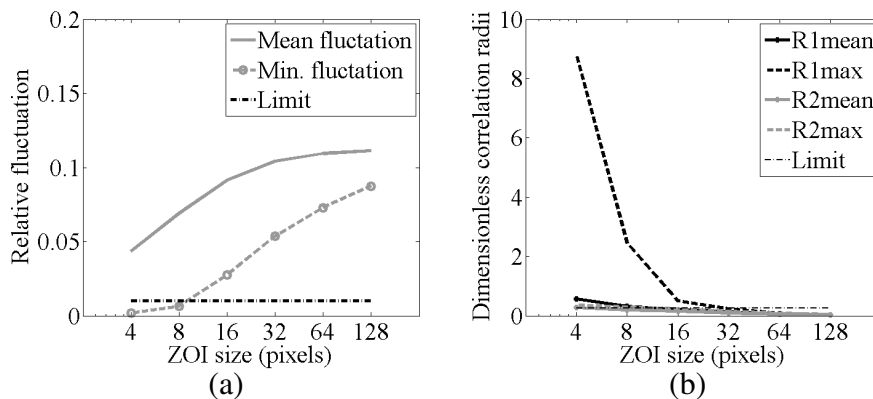 0.2
0.15
0.1
0.05
0
Relative fluctuation
Mean fluctation
Min. fluctation
Limit
4 8 16 32 64 128
ZOI size (pixels)
(a)
10
8
6
4
2
0
Dimensionless correlation radii
R1mean
R1max
R2mean
R2max
Limit
4 8 16 32 64 128
ZOI size (pixels)
(b)